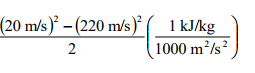 (20 m/s)² − (220 m/s)² / 2 ( 1 kJ/kg / 1000 m²/s² )